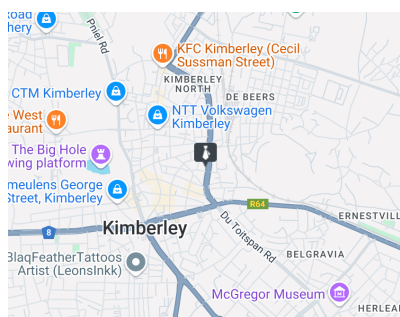 Road
hery
Pniel Rd
KFC Kimberley (Cecil
Sussman Street)
KIMBERLEY
NORTH
CTM Kimberley
DE BEERS
NTT Volkswagen
Kimberley
e West
aurant
The Big Hole
wing platform
meulens George
Street, Kimberley
R64
ERNESTVILL
Du Toitspan Rd
8
Kimberley
BELGRAVIA
BlaqFeatherTattoos
Artist (LeonsInkk)
McGregor Museum
HERLEA